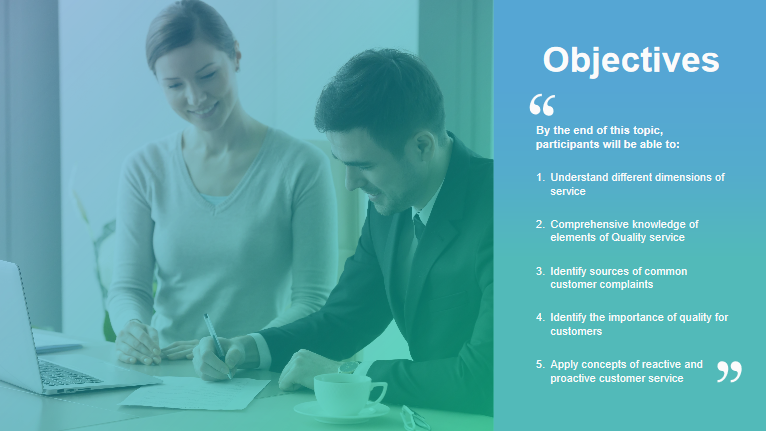 Objectives
“
By the end of this topic,
participants will be able to:
1. Understand different dimensions of
service
2. Comprehensive knowledge of
elements of Quality service
3. Identify sources of common
customer complaints
4. Identify the importance of quality for
customers
5. Apply concepts of reactive and
proactive customer service
”